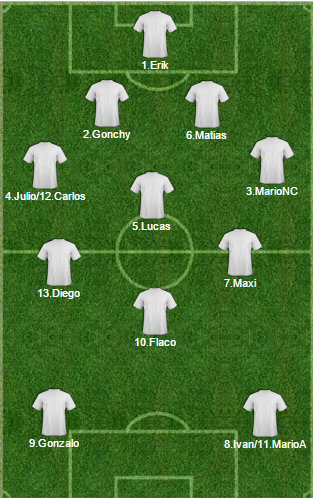 1.Erik
2.Gonchy
6.Matias
4.Julio/12.Carlos
3.MarioNC
5.Lucas
13.Diego
7.Maxi
10.Flaco
9.Gonzalo
8.Ivan/11.MarioA